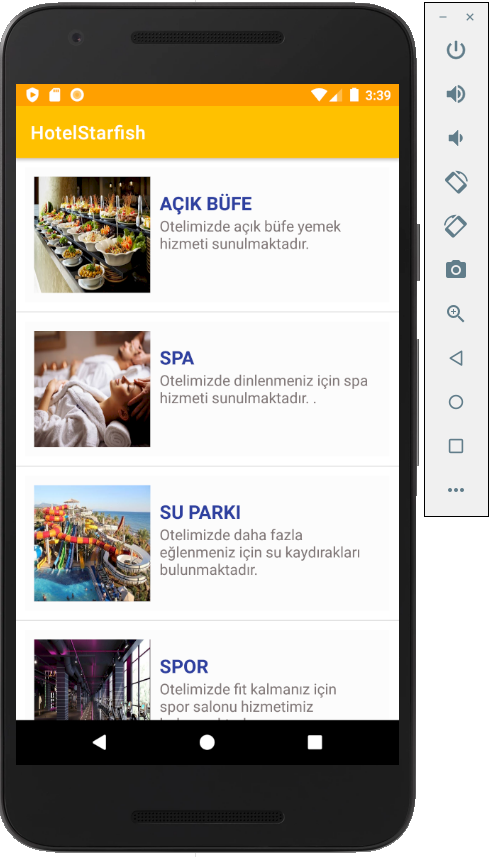 3:39
HotelStarfish
AÇIK BÜFE
Otelimizde açık büfe yemek
hizmeti sunulmaktadır.
SPA
Otelimizde dinlenmeniz için spa
hizmeti sunulmaktadır. .
SU PARKI
Otelimizde daha fazla
eğlenmeniz için su kaydırakları
bulunmaktadır.
SPOR
Otelimizde fit kalmanız için
spor salonu hizmetimiz